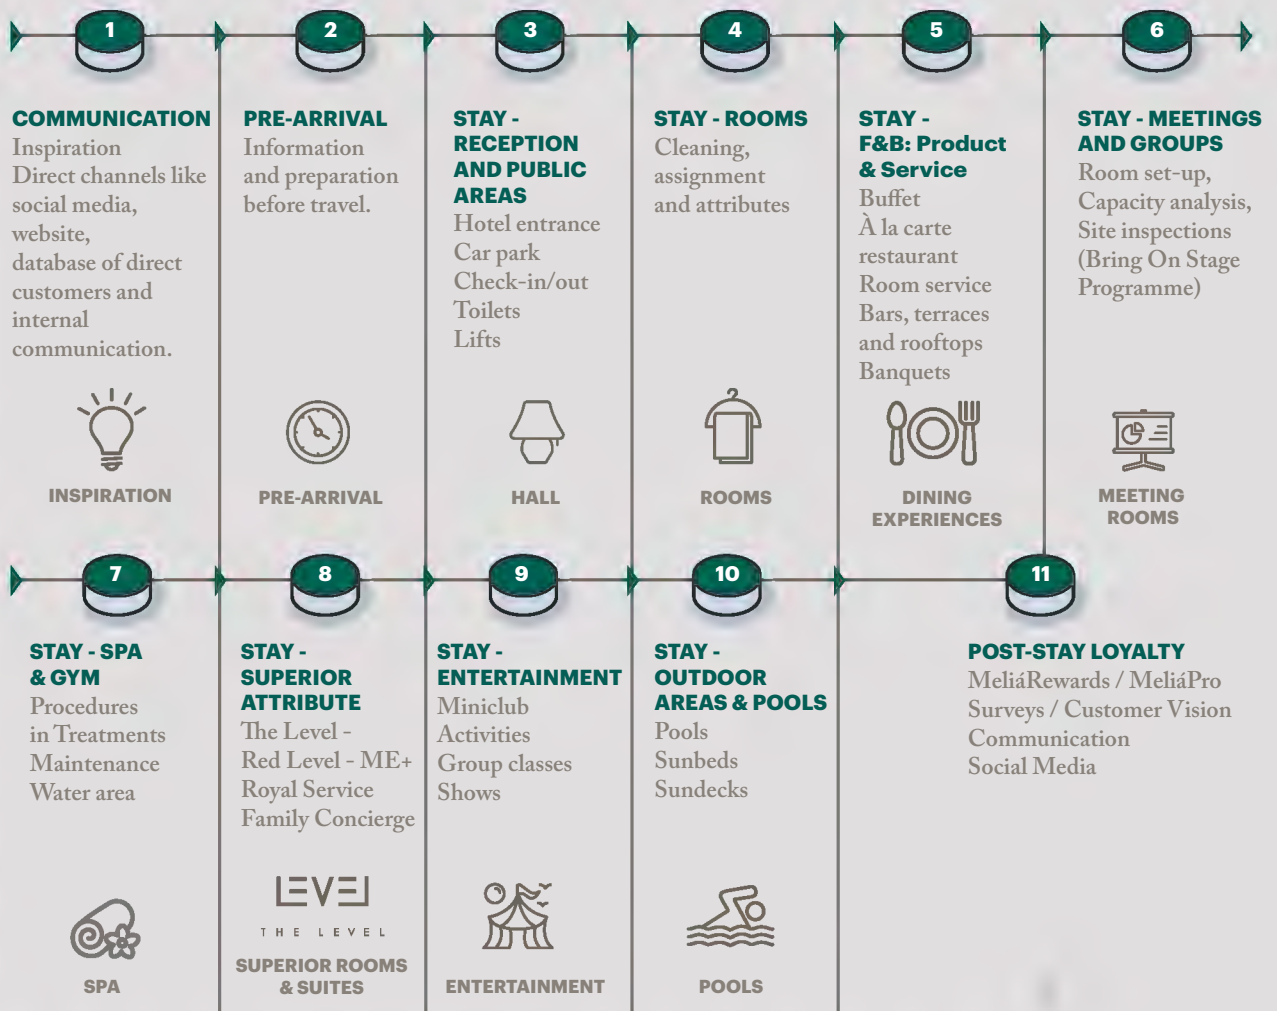 1
COMMUNICATION
Inspiration
Direct channels like
social media,
website,
database of direct
customers and
internal
communication.
INSPIRATION
2
PRE-ARRIVAL
Information
and preparation
before travel.
PRE-ARRIVAL
3
STAY -
RECEPTION
AND PUBLIC
AREAS
Hotel entrance
Car park
Check-in/out
Toilets
Lifts
HALL
4
STAY - ROOMS
Cleaning,
assignment
and attributes
ROOMS
5
STAY -
F&B: Product
& Service
Buffet
À la carte
restaurant
Room service
Bars, terraces
and rooftops
Banquets
DINING
EXPERIENCES
6
STAY - MEETINGS
AND GROUPS
Room set-up,
Capacity analysis,
Site inspections
(Bring On Stage
Programme)
MEETING
ROOMS
7
STAY - SPA
& GYM
Procedures
in Treatments
Maintenance
Water area
SPA
8
STAY -
SUPERIOR
ATTRIBUTE
The Level -
Red Level - ME+
Royal Service
Family Concierge
LEVEL
THE LEVEL
SUPERIOR ROOMS
& SUITES
9
STAY -
ENTERTAINMENT
Miniclub
Activities
Group classes
Shows
ENTERTAINMENT
10
STAY -
OUTDOOR
AREAS & POOLS
Pools
Sunbeds
Sundecks
POOLS
11
POST-STAY LOYALTY
MeliáRewards / MeliáPro
Surveys / Customer Vision
Communication
Social Media